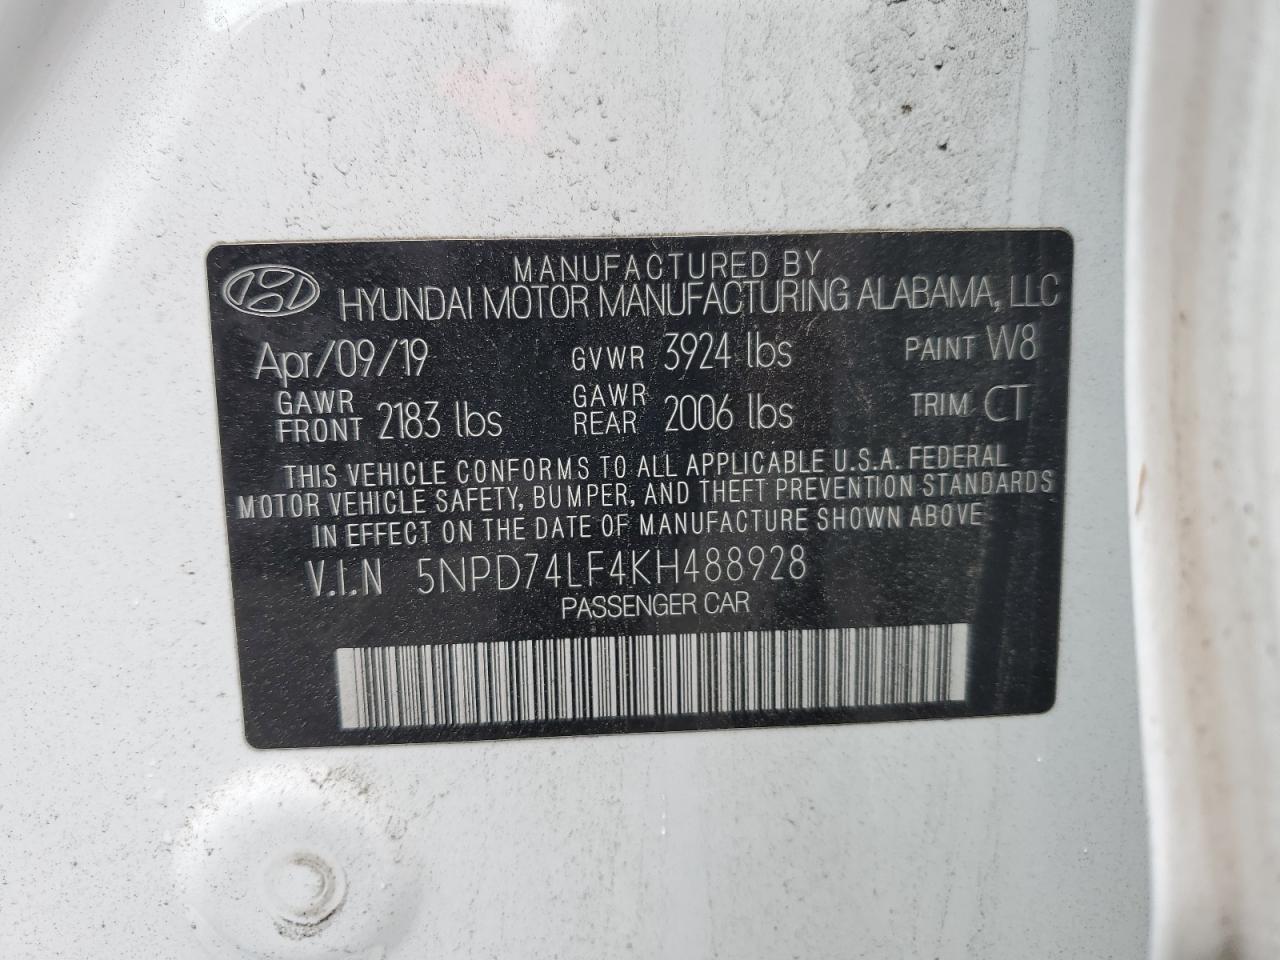 MANUFACTURED BY
HYUNDAI MOTOR MANUFACTURING ALABAMA, LLC
Apr/09/19 GVWR 3924 lbs PAINT W8
GAWR FRONT 2183 lbs GAWR REAR 2006 lbs TRIM CT
THIS VEHICLE CONFORMS TO ALL APPLICABLE U.S.A. FEDERAL
MOTOR VEHICLE SAFETY, BUMPER, AND THEFT PREVENTION STANDARDS
IN EFFECT ON THE DATE OF MANUFACTURE SHOWN ABOVE
V.I.N 5NPD74LF4KH488928
PASSENGER CAR